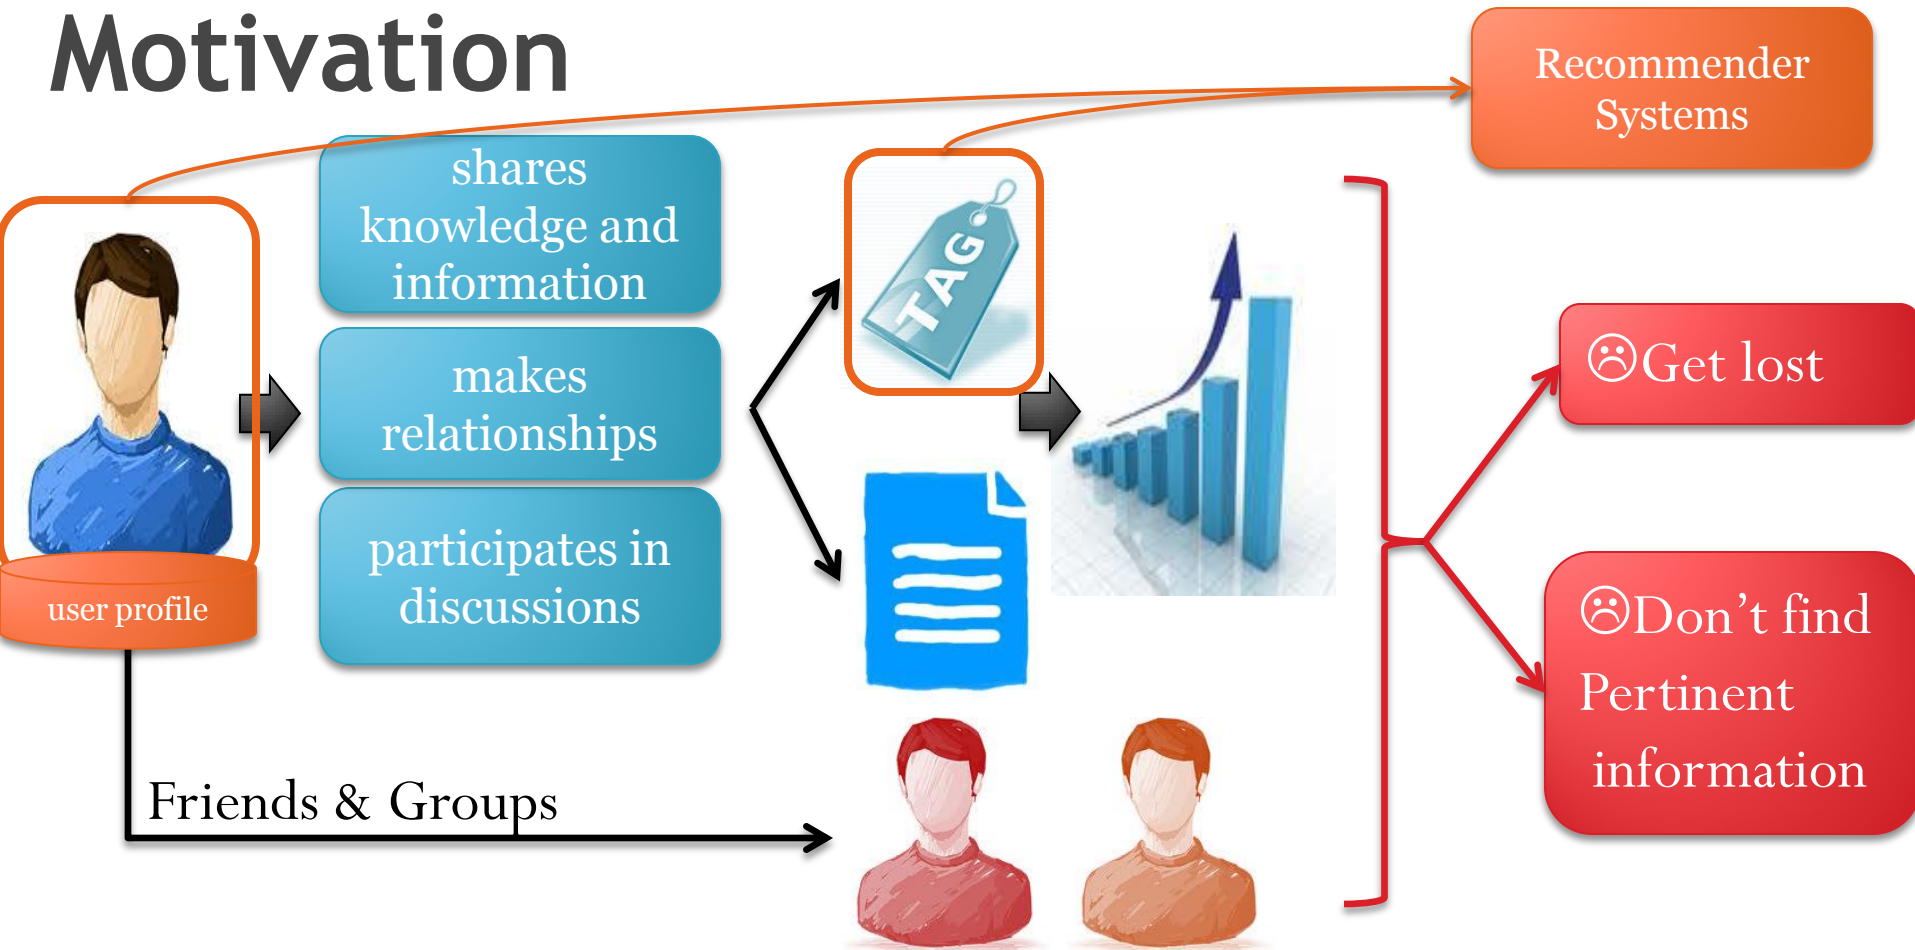 Motivation
Recommender
Systems
shares
knowledge and
information
makes
relationships
participates in
discussions
user profile
Friends & Groups
TAG
☹Get lost
☹Don’t find
Pertinent
information